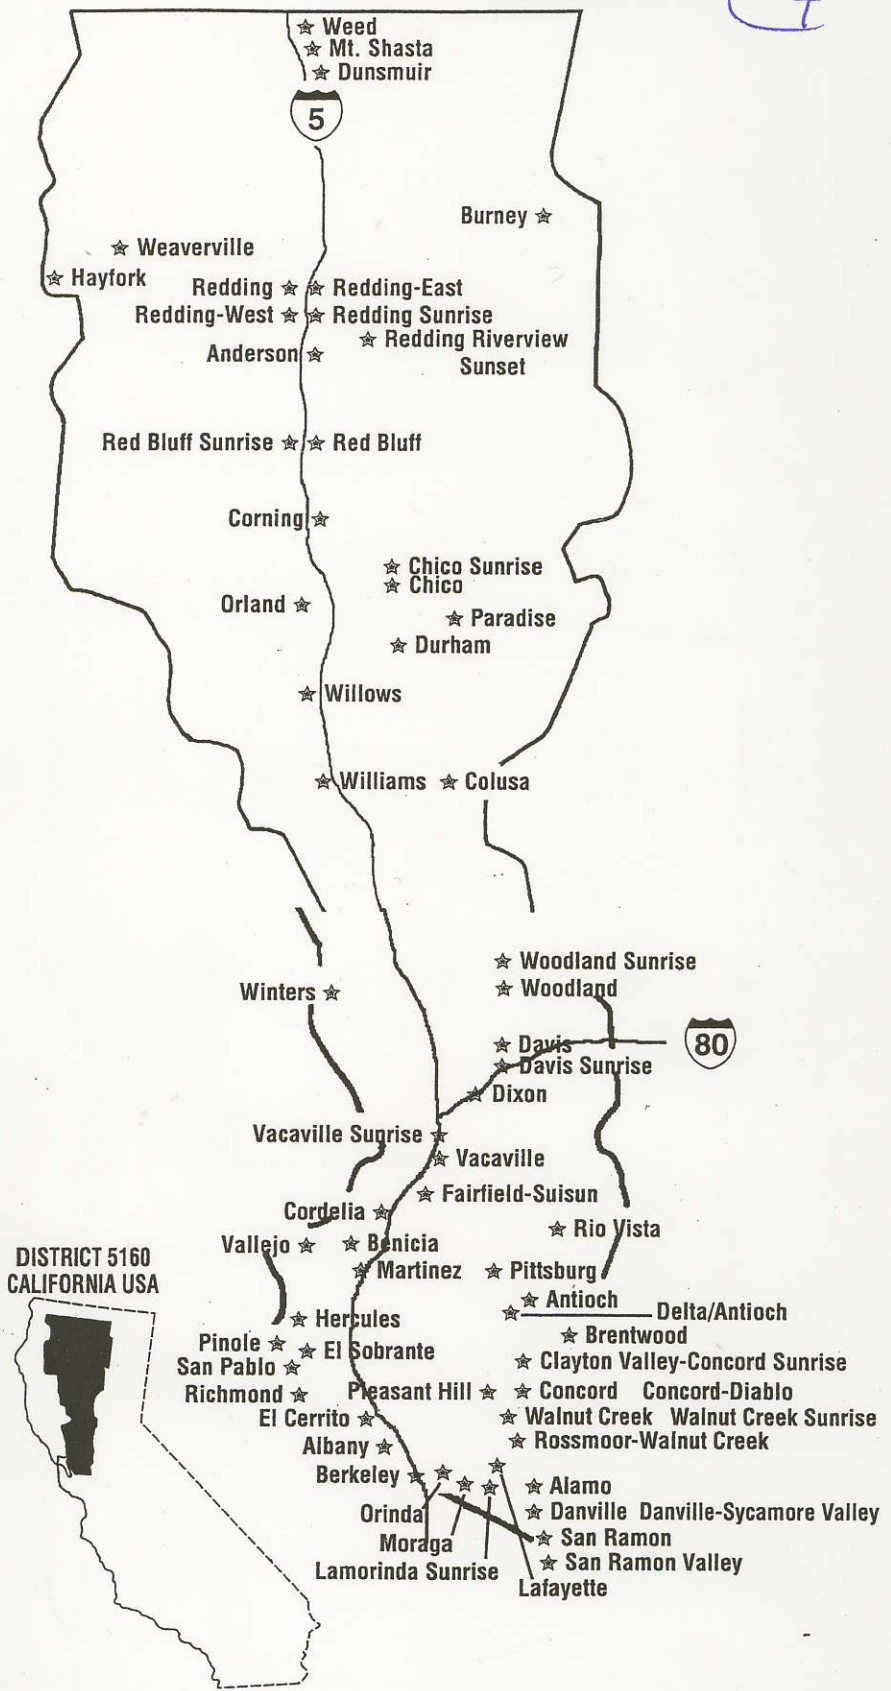 Weed
Mt. Shasta
Dunsmuir
5
Burney
Weaverville
Hayfork
Redding Redding-East
Redding-West Redding Sunrise
Redding Riverview
Sunset
Anderson
Red Bluff Sunrise Red Bluff
Corning
Chico Sunrise
Chico
Orland
Paradise
Durham
Willows
Williams Colusa
Woodland Sunrise
Woodland
Winters
80
Davis
Davis Sunrise
Dixon
Vacaville Sunrise
Vacaville
Fairfield-Suisun
Cordelia
Rio Vista
Vallejo Benicia
Martinez Pittsburg
DISTRICT 5160
CALIFORNIA USA
Antioch
Delta/Antioch
Hercules
Brentwood
Pinole
El Sobrante
San Pablo
Clayton Valley-Concord Sunrise
Richmond Pleasant Hill Concord Concord-Diablo
El Cerrito Walnut Creek Walnut Creek Sunrise
Albany Rossmoor-Walnut Creek
Berkeley
Alamo
Orinda Danville Danville-Sycamore Valley
Moraga San Ramon
Lamorinda Sunrise San Ramon Valley
Lafayette